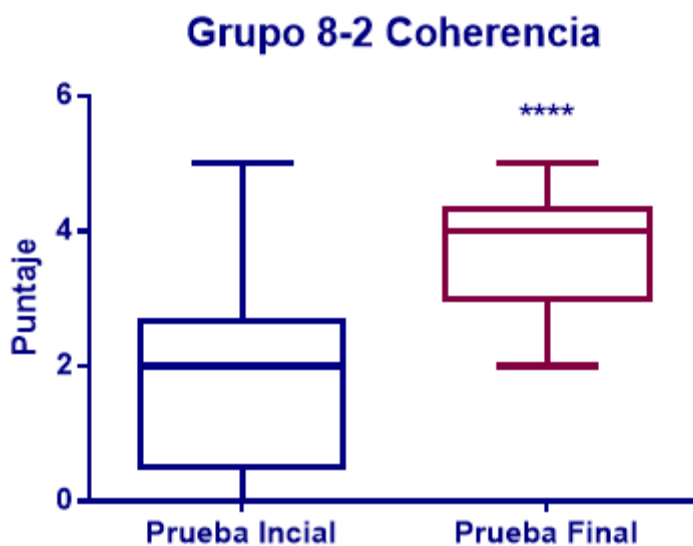 Grupo 8-2 Coherencia
6
****
4
Puntaje
2
0
Prueba Incial
Prueba Final